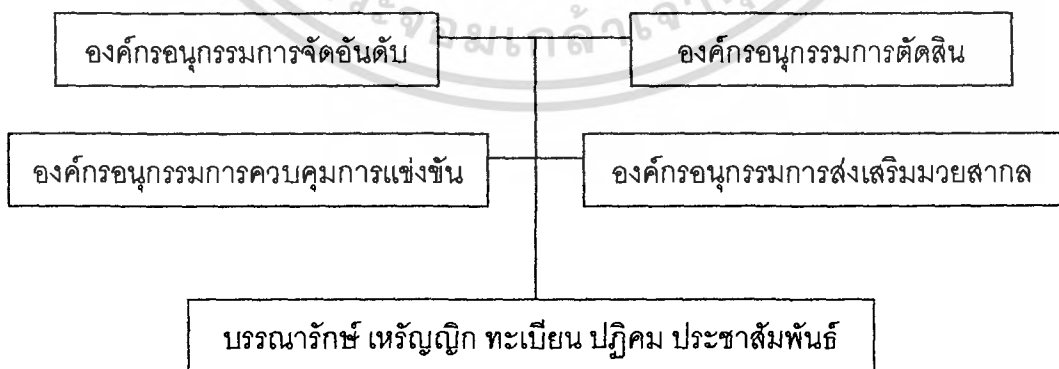 องค์กรอนุกรรมการจัดอันดับ
องค์กรอนุกรรมการตัดสิน
องค์กรอนุกรรมการควบคุมการแข่งขัน
องค์กรอนุกรรมการส่งเสริมมวยสากล
บรรณารักษ์ เหรัญญิก ทะเบียน ปฎิคม ประชาสัมพันธ์